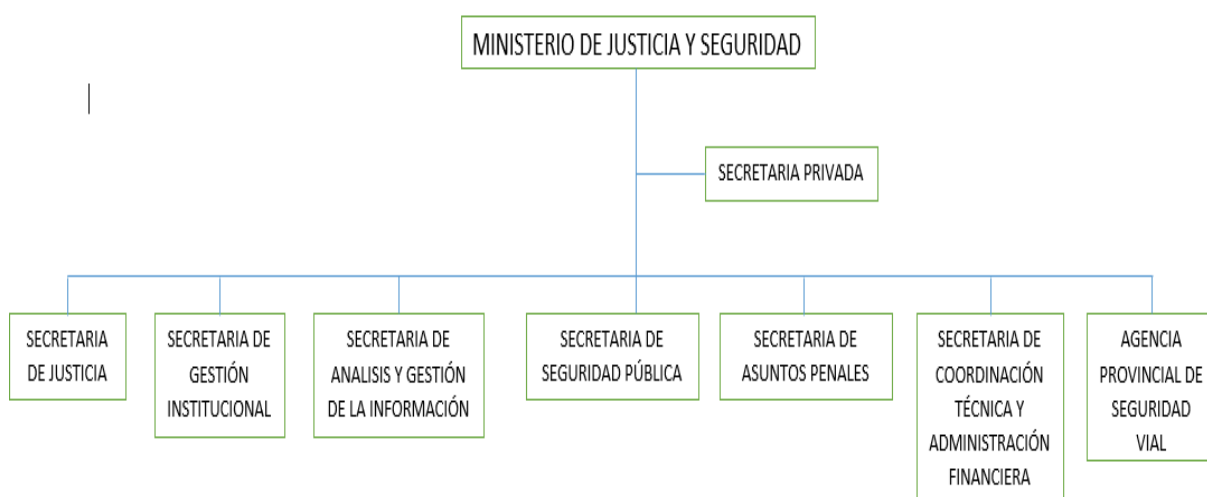 MINISTERIO DE JUSTICIA Y SEGURIDAD
SECRETARIA PRIVADA
SECRETARIA
DE JUSTICIA
SECRETARIA DE
GESTIÓN
INSTITUCIONAL
SECRETARIA DE
ANALISIS Y GESTIÓN
DE LA INFORMACIÓN
SECRETARIA DE
SEGURIDAD PÚBLICA
SECRETARIA DE
ASUNTOS PENALES
SECRETARIA DE
COORDINACIÓN
TÉCNICA Y
ADMINISTRACIÓN
FINANCIERA
AGENCIA
PROVINCIAL DE
SEGURIDAD
VIAL